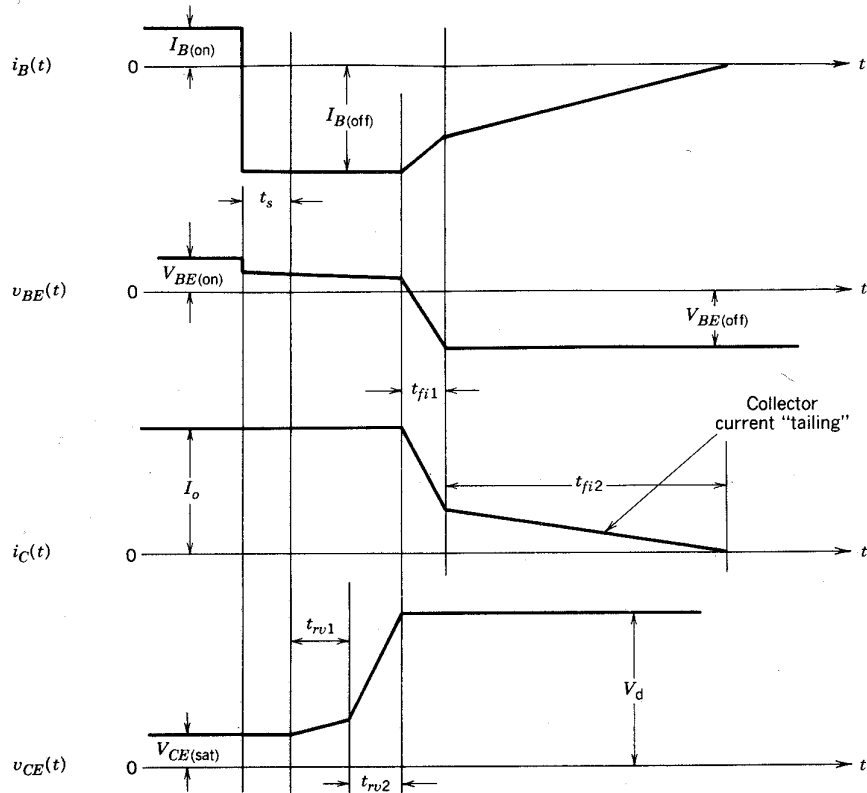 I_B(on)
i_B(t)
0
t
I_B(off)
t_s
V_BE(on)
v_BE(t)
0
t
V_BE(off)
t_fi1
Collector
current "tailing"
t_fi2
I_o
i_C(t)
0
t
t_rv1
V_d
V_CE(sat)
v_CE(t)
0
t
t_rv2